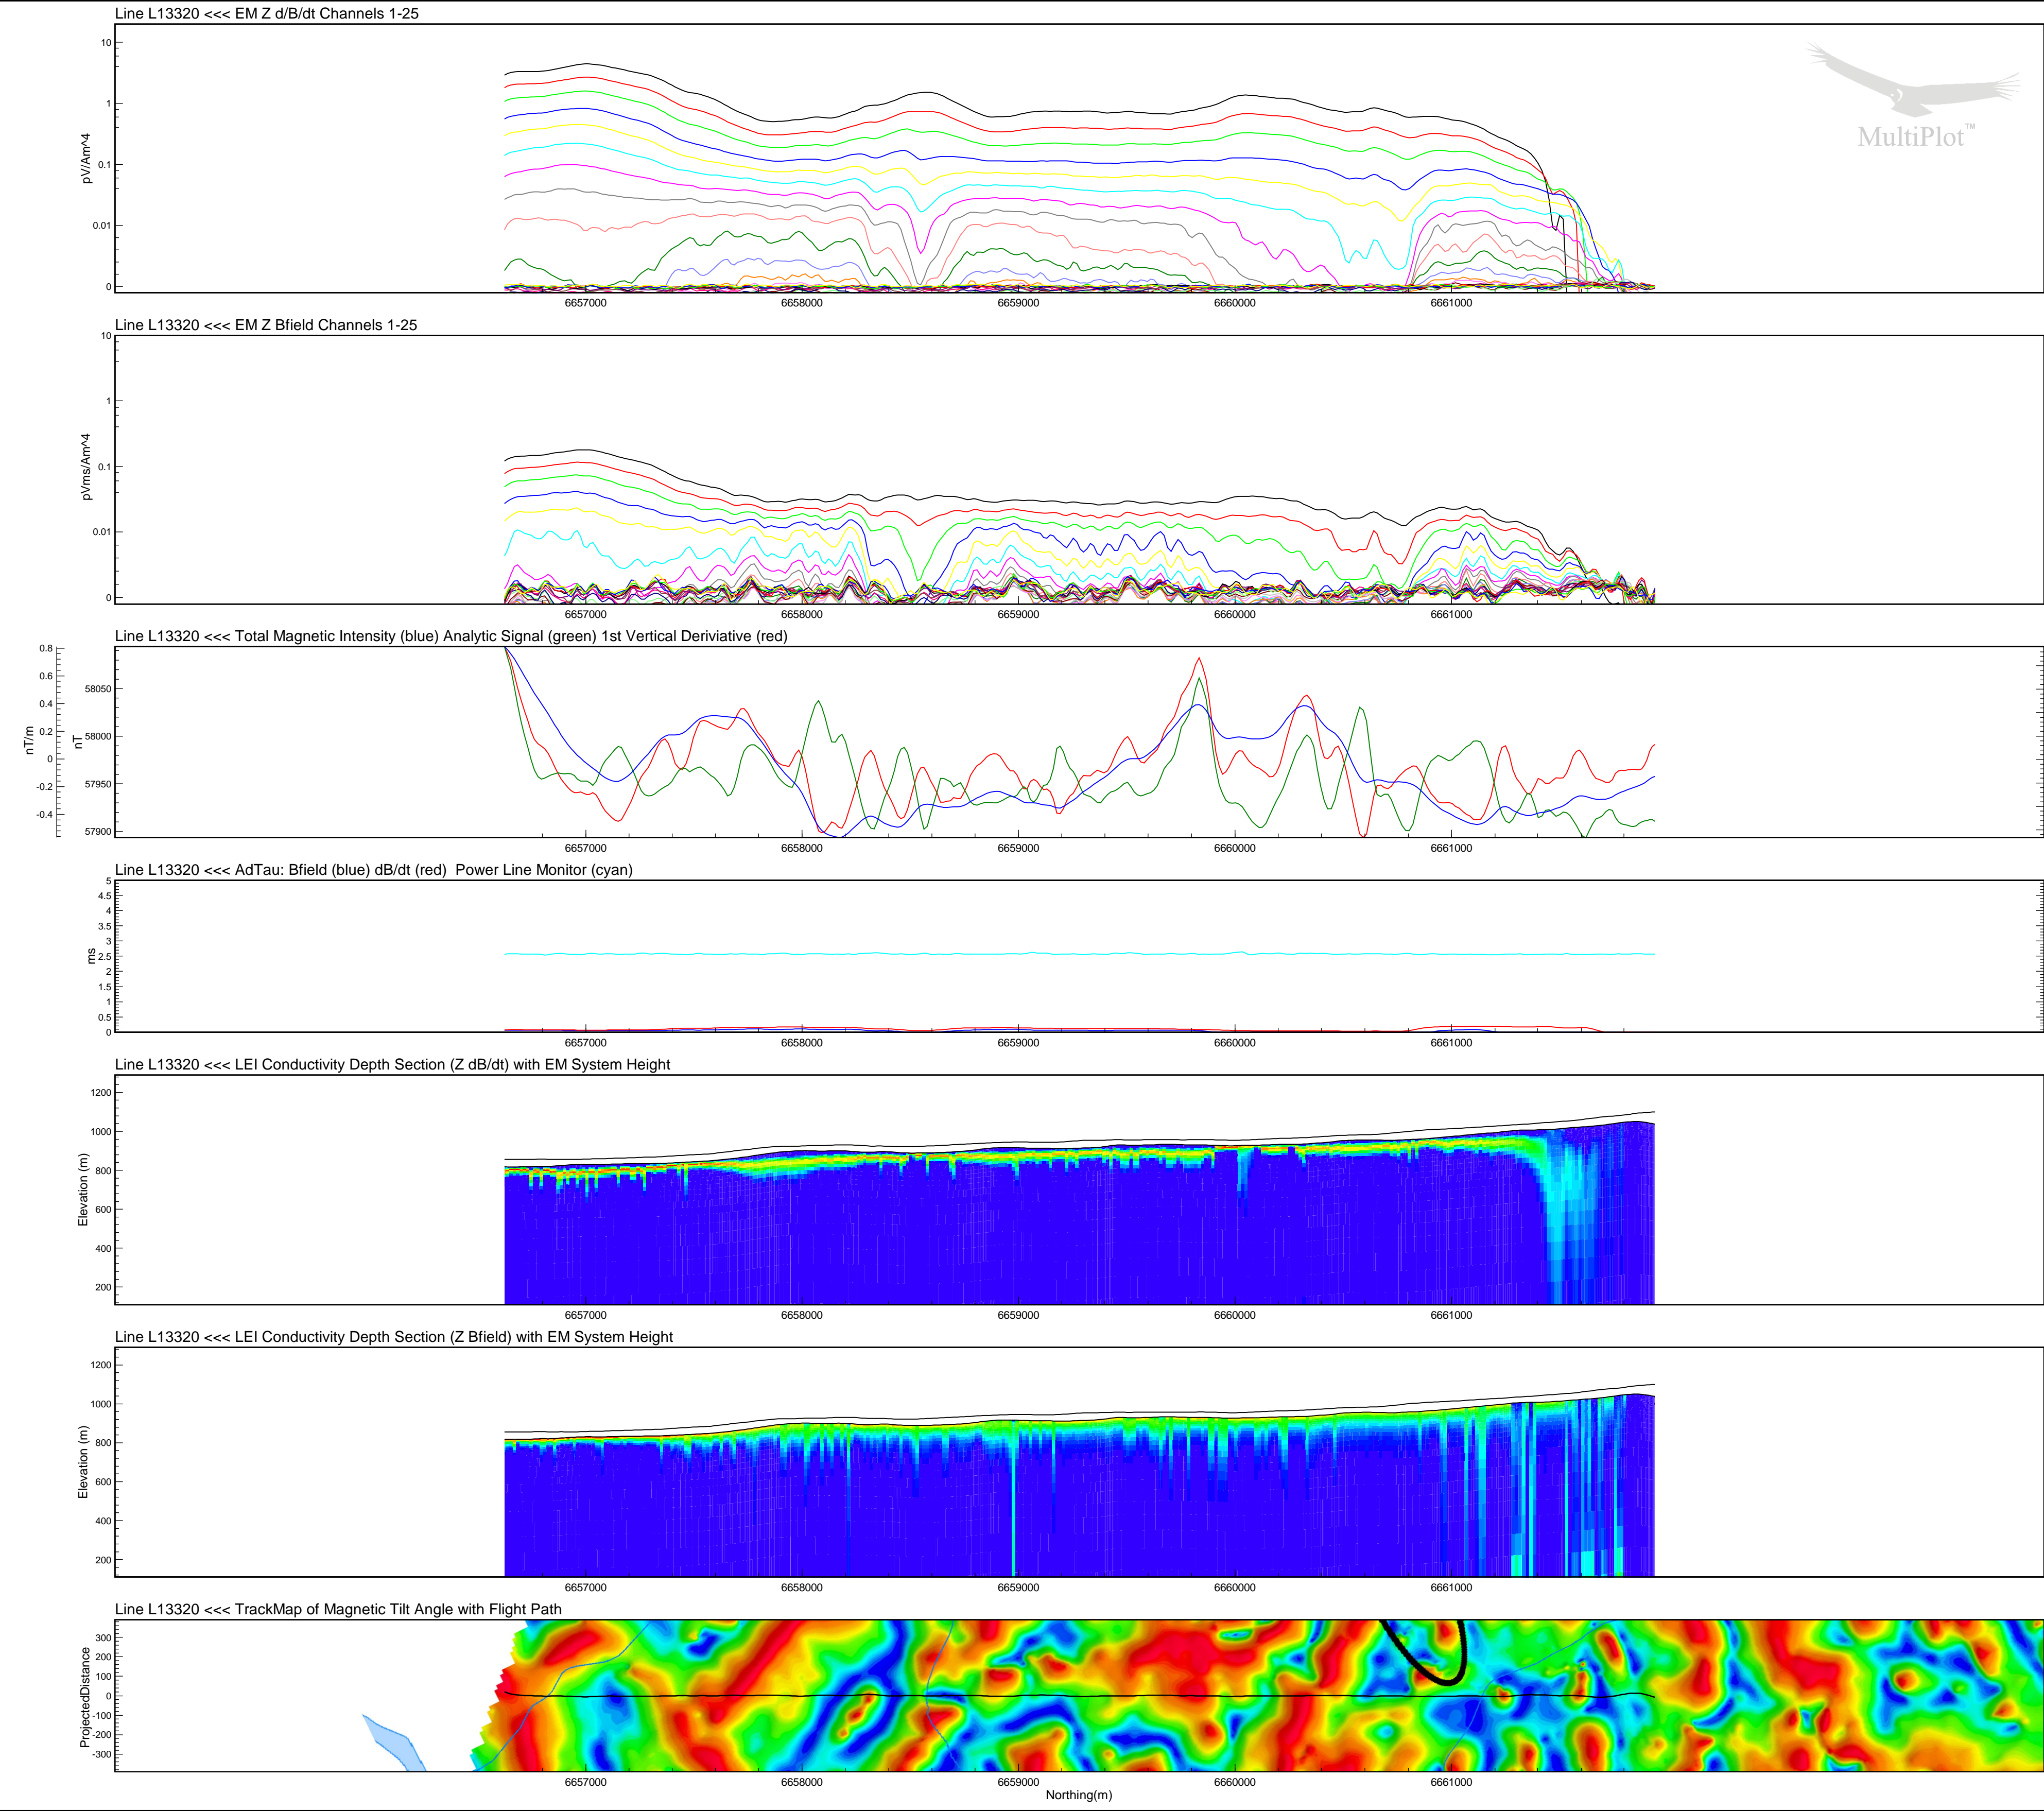 Line L13320 <<< EM Z d/B/dt Channels 1-25
10
1
0.1
0.01
0
pV/Am^4
MultiPlot™
6657000 6658000 6659000 6660000 6661000
Line L13320 <<< EM Z Bfield Channels 1-25
10
1
0.1
0.01
0
pVms/Am^4
6657000 6658000 6659000 6660000 6661000
Line L13320 <<< Total Magnetic Intensity (blue) Analytic Signal (green) 1st Vertical Deriviative (red)
0.8
0.6
0.4
0.2
0
-0.2
-0.4
nT/m
58050
58000
57950
57900
nT
6657000 6658000 6659000 6660000 6661000
Line L13320 <<< AdTau: Bfield (blue) dB/dt (red) Power Line Monitor (cyan)
5
4.5
4
3.5
3
2.5
2
1.5
1
0.5
0
ms
6657000 6658000 6659000 6660000 6661000
Line L13320 <<< LEI Conductivity Depth Section (Z dB/dt) with EM System Height
1200
1000
800
600
400
200
Elevation (m)
6657000 6658000 6659000 6660000 6661000
Line L13320 <<< LEI Conductivity Depth Section (Z Bfield) with EM System Height
1200
1000
800
600
400
200
Elevation (m)
6657000 6658000 6659000 6660000 6661000
Line L13320 <<< TrackMap of Magnetic Tilt Angle with Flight Path
300
200
100
0
-100
-200
-300
ProjectedDistance
6657000 6658000 6659000 6660000 6661000
Northing(m)